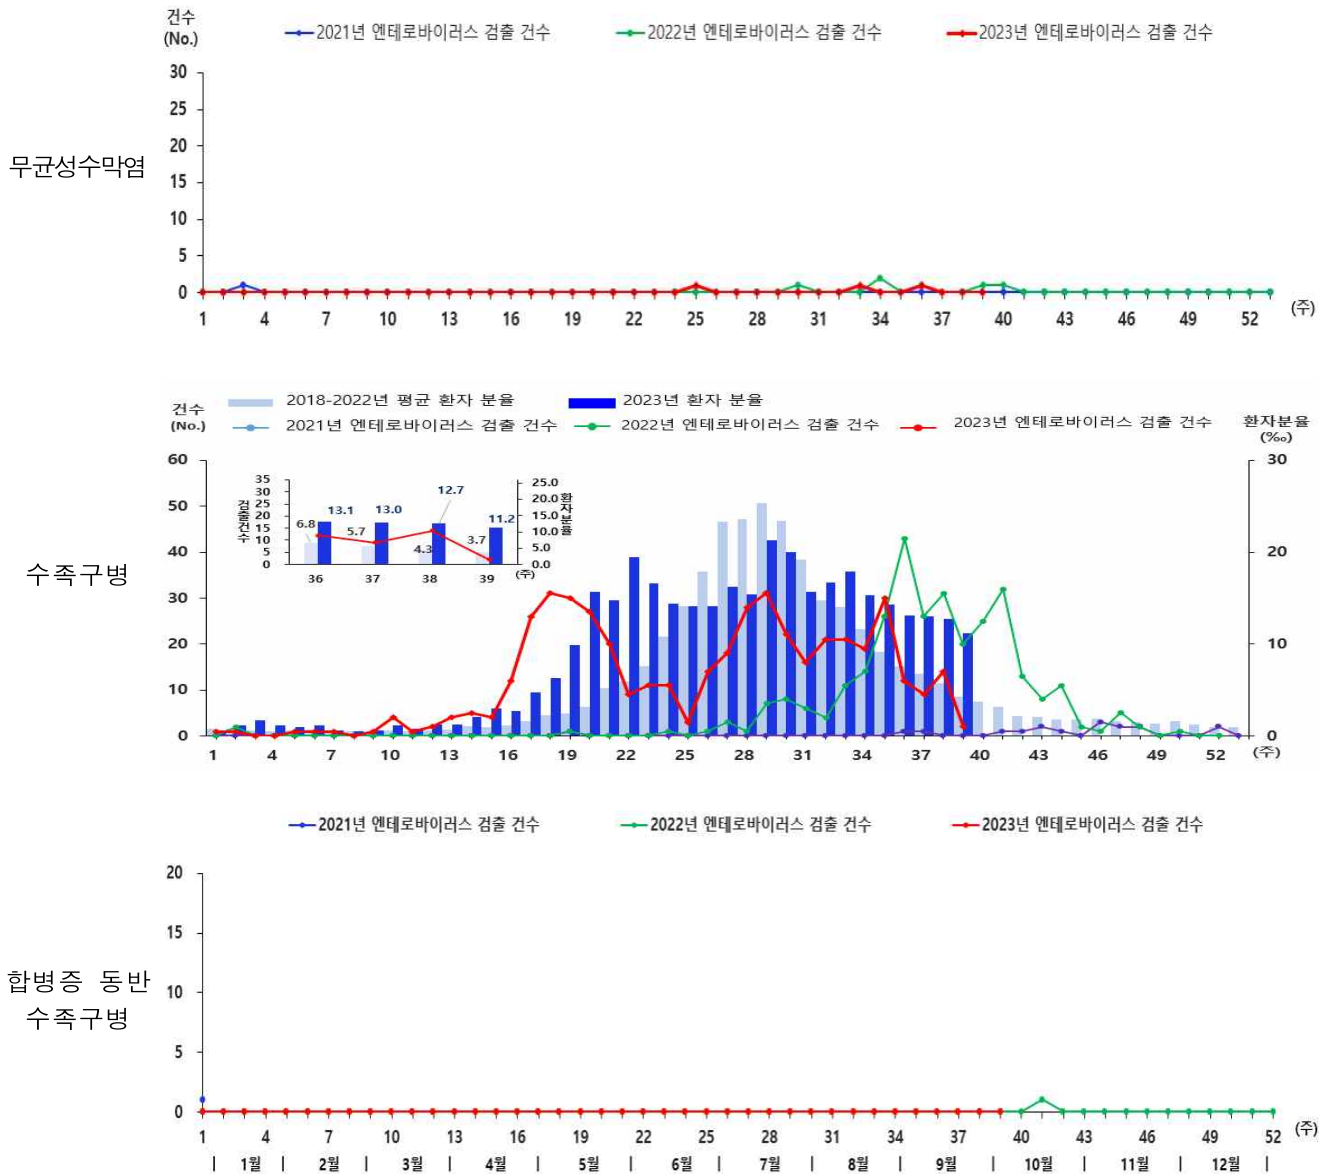 건수
(No.)
2021년 엔테로바이러스 검출 건수 2022년 엔테로바이러스 검출 건수 2023년 엔테로바이러스 검출 건수
30
25
20
15
10
5
0
무균성수막염
1 4 7 10 13 16 19 22 25 28 31 34 37 40 43 46 49 52 (주)
2018-2022년 평균 환자 분율 2023년 환자 분율
건수
(No.)
2021년 엔테로바이러스 검출 건수 2022년 엔테로바이러스 검출 건수 2023년 엔테로바이러스 검출 건수
환자분율
(‰)
60
50
40
30
20
10
0
30
20
10
0
수족구병
검출건수
35
30
25
20
15
10
5
0
25.0
20.0
15.0
10.0
5.0
0.0
환자분율
13.1 13.0 12.7 11.2
6.8 5.7 4.3 3.7
36 37 38 39 (주)
1 4 7 10 13 16 19 22 25 28 31 34 37 40 43 46 49 52 (주)
2021년 엔테로바이러스 검출 건수 2022년 엔테로바이러스 검출 건수 2023년 엔테로바이러스 검출 건수
20
15
10
5
0
합병증 동반
수족구병
1 4 7 10 13 16 19 22 25 28 31 34 37 40 43 46 49 52 (주)
| 1월 | 2월 | 3월 | 4월 | 5월 | 6월 | 7월 | 8월 | 9월 | 10월 | 11월 | 12월 |